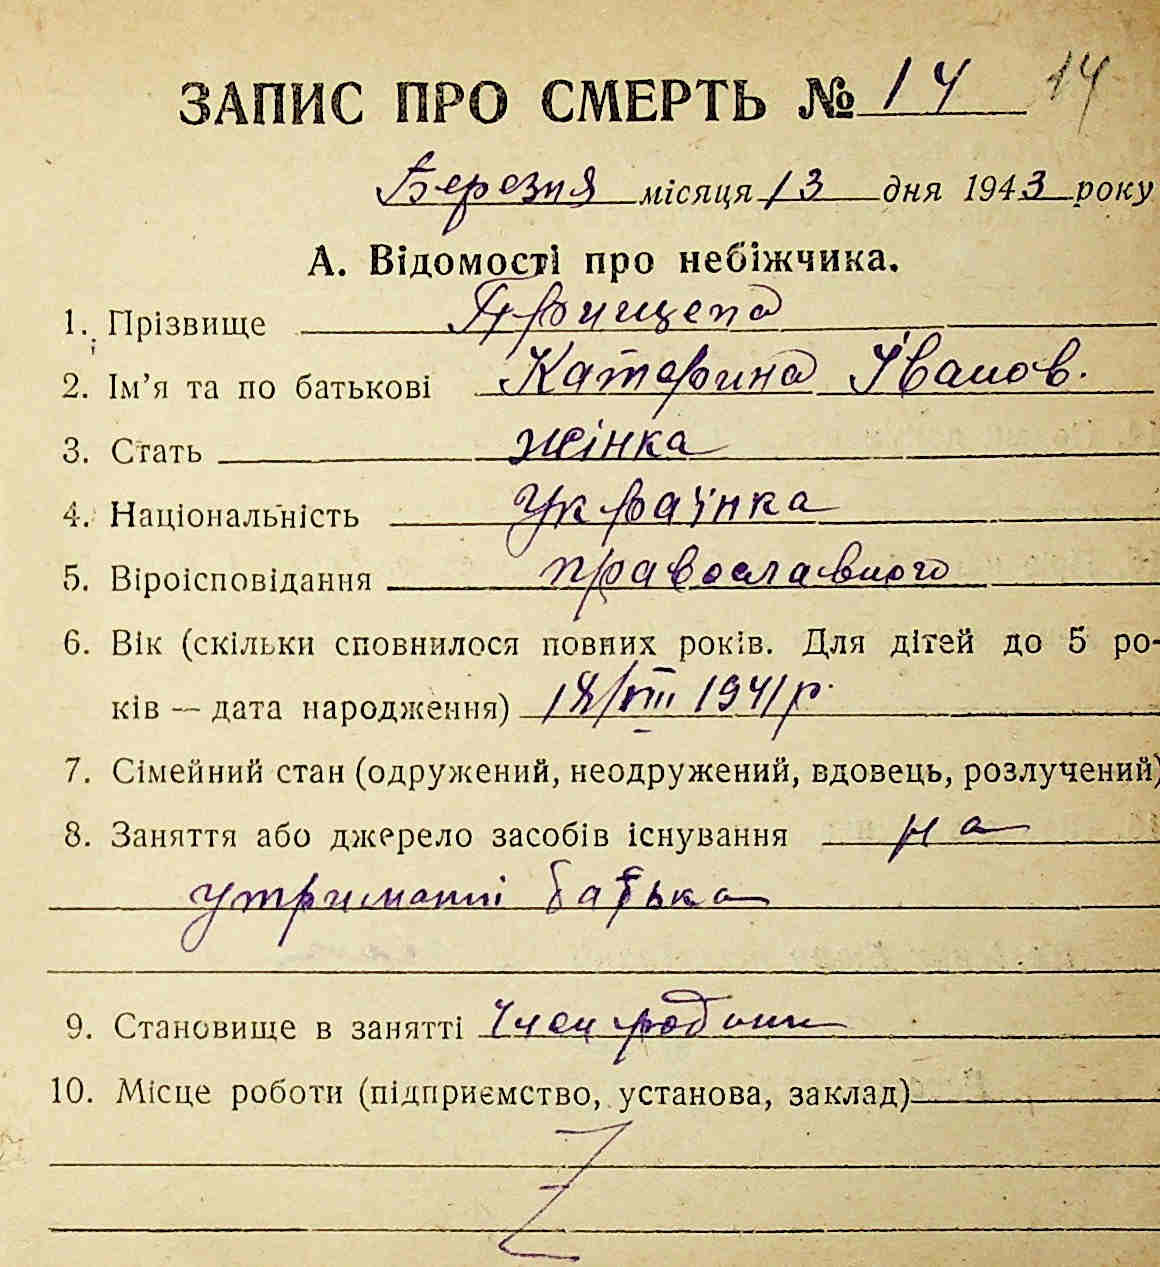 ЗАПИС ПРО СМЕРТЬ № 14 14
Березня місяця 13 дня 1943 року
А. Відомості про небіжчика.
1. Прізвище Прищепа
2. Ім’я та по батькові Катерина Іванов.
3. Стать жінка
4. Національність Українка
5. Віроісповідання православного
6. Вік (скільки сповнилося повних років. Для дітей до 5 ро-
ків — дата народження) /VIII 1941 р.
7. Сімейний стан (одружений, неодружений, вдовець, розлучений)
8. Заняття або джерело засобів існування на
утриманні батька
9. Становище в занятті Член родини
10. Місце роботи (підприємство, установа, заклад)